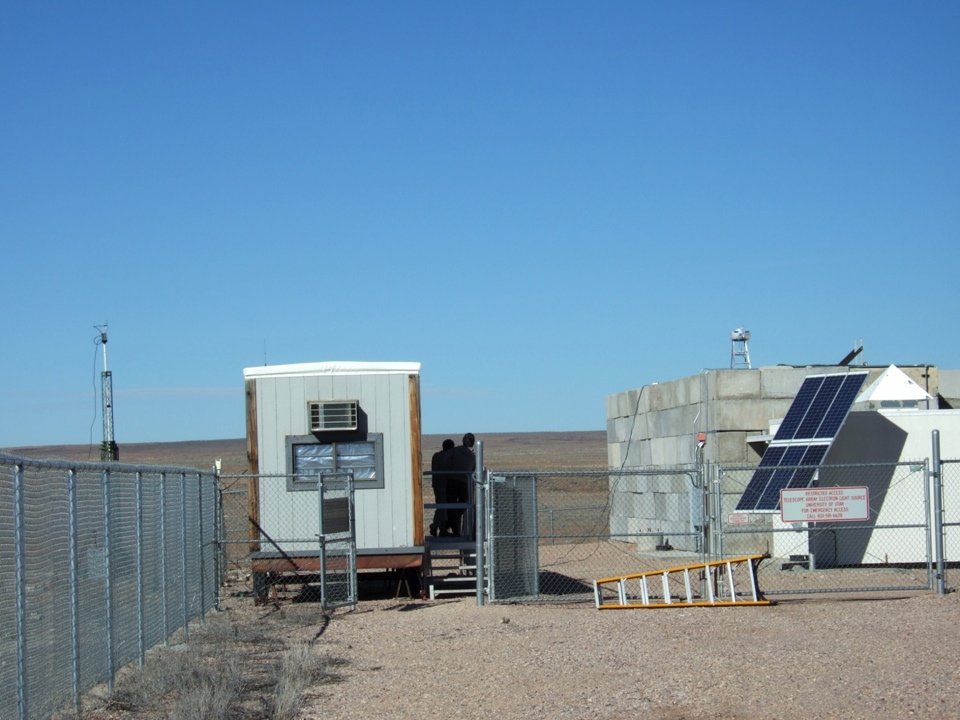 RESTRICTED ACCESS
TELESCOPE ARRAY ELECTRON LIGHT SOURCE
UNIVERSITY OF UTAH
FOR EMERGENCY ACCESS
CALL